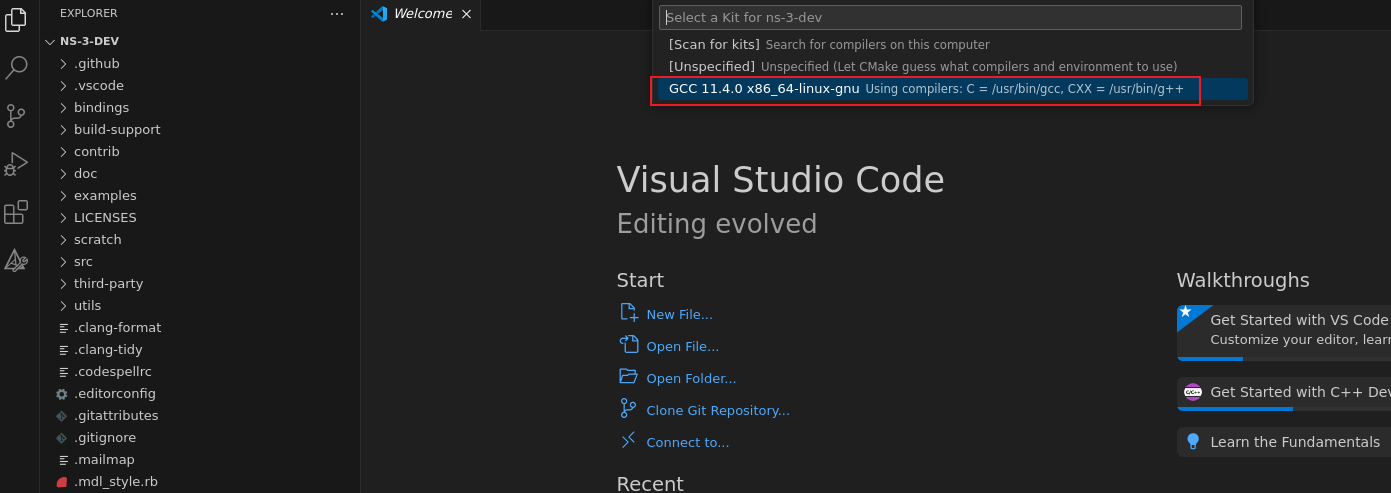 EXPLORER
NS-3-DEV
.github
.vscode
bindings
build-support
contrib
doc
examples
LICENSES
scratch
src
third-party
utils
.clang-format
.clang-tidy
.codespellrc
.editorconfig
.gitattributes
.gitignore
.mailmap
.mdl_style.rb
Welcome
Select a Kit for ns-3-dev
[Scan for kits] Search for compilers on this computer
[Unspecified] Unspecified (Let CMake guess what compilers and environment to use)
GCC 11.4.0 x86_64-linux-gnu Using compilers: C = /usr/bin/gcc, CXX = /usr/bin/g++
Visual Studio Code
Editing evolved
Start
New File...
Open File...
Open Folder...
Clone Git Repository...
Connect to...
Recent
Walkthroughs
Get Started with VS Code
Customize your editor, lear
C/C++
Get Started with C++ Dev
Learn the Fundamentals